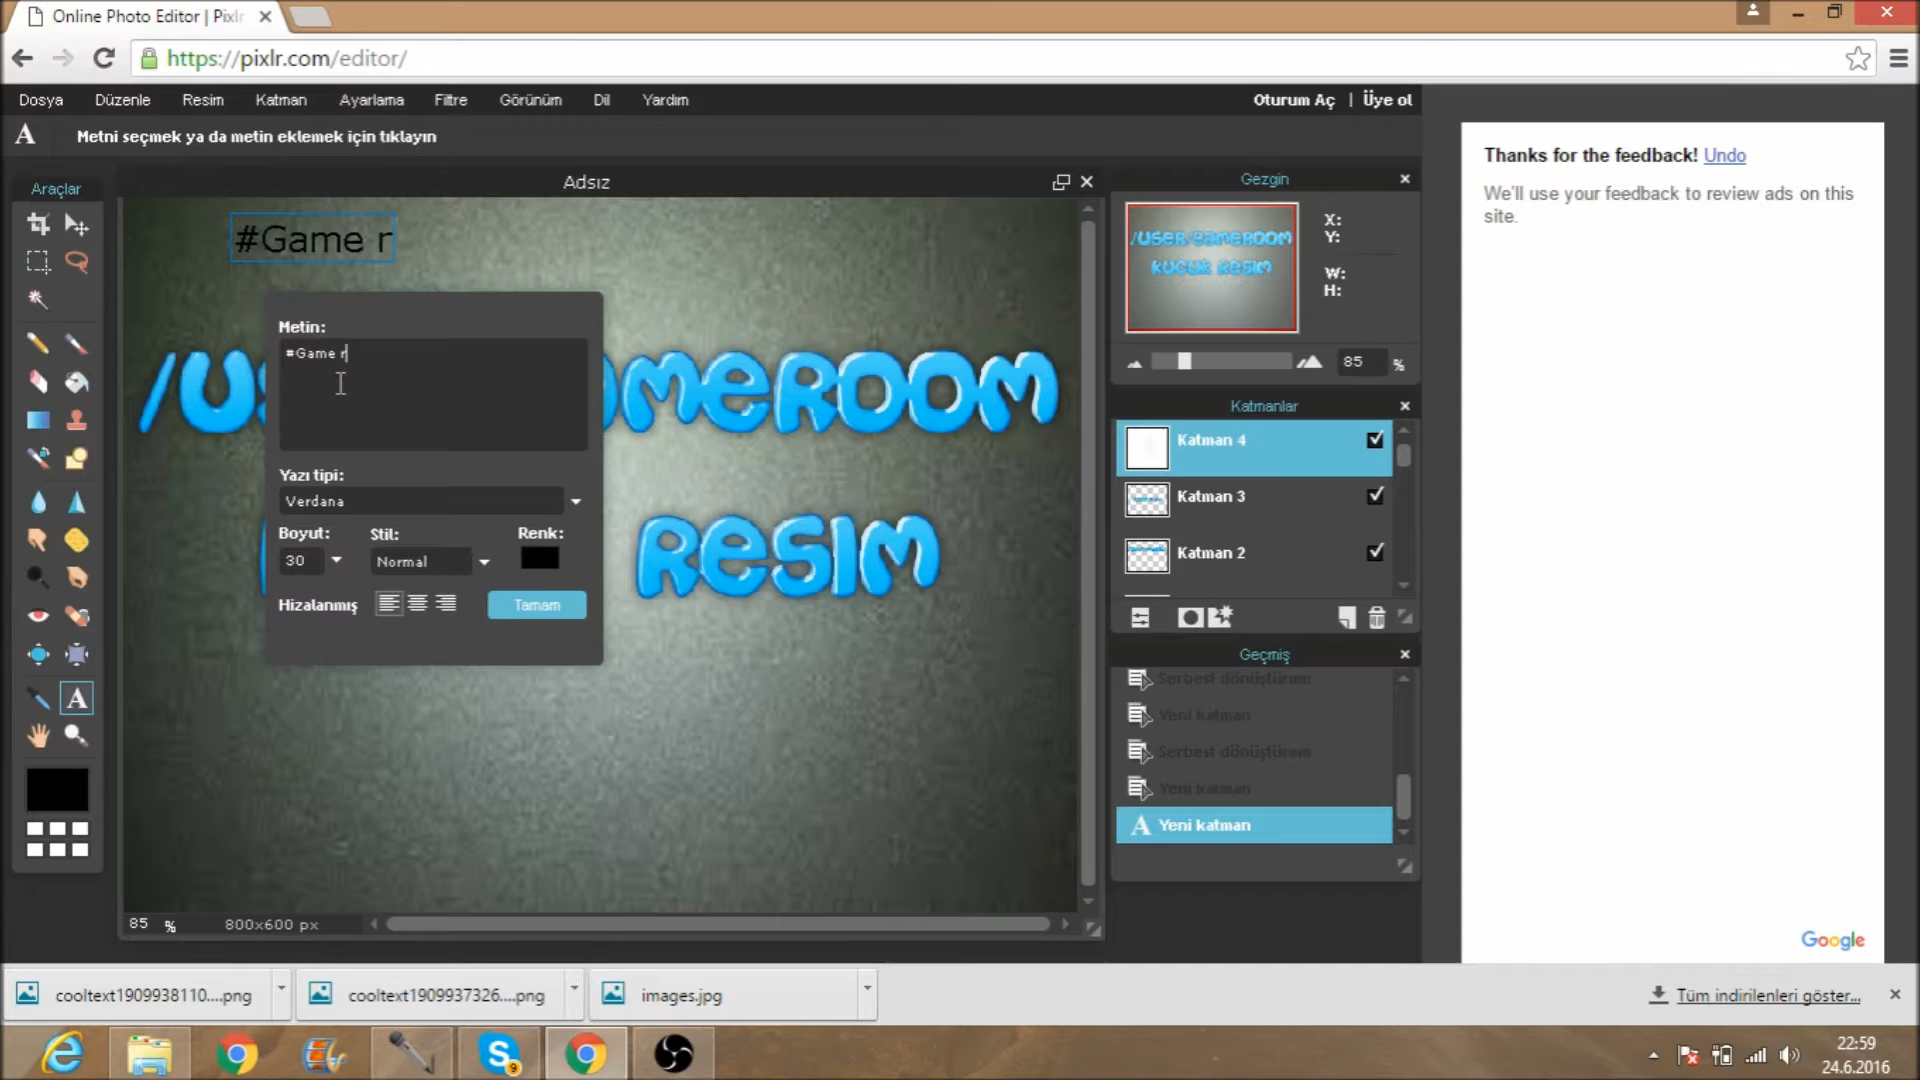 Online Photo Editor | Pixlr
https://pixlr.com/editor/
Dosya Düzenle Resim Katman Ayarlama Filtre Görünüm Dil Yardım Oturum Aç | Üye ol
A Metni seçmek ya da metin eklemek için tıklayın
Araçlar
Adsız
#Game r
Metin:
#Game r
Yazı tipi:
Verdana
Boyut: Stil: Renk:
30 Normal
Hizalanmış Tamam
RESIM
85 % 800x600 px
Gezgin
/USER GAMEROOM
KUCUK RESIM
X:
Y:
W:
H:
85 %
Katmanlar
Katman 4
Katman 3
Katman 2
Geçmiş
Serbest dönüştürme
Yeni katman
Serbest dönüştürme
Yeni katman
A Yeni katman
Thanks for the feedback! Undo
We'll use your feedback to review ads on this
site.
Google
cooltext1909938110....png cooltext1909937326....png images.jpg Tüm indirilenleri göster...
9
22:59
24.6.2016